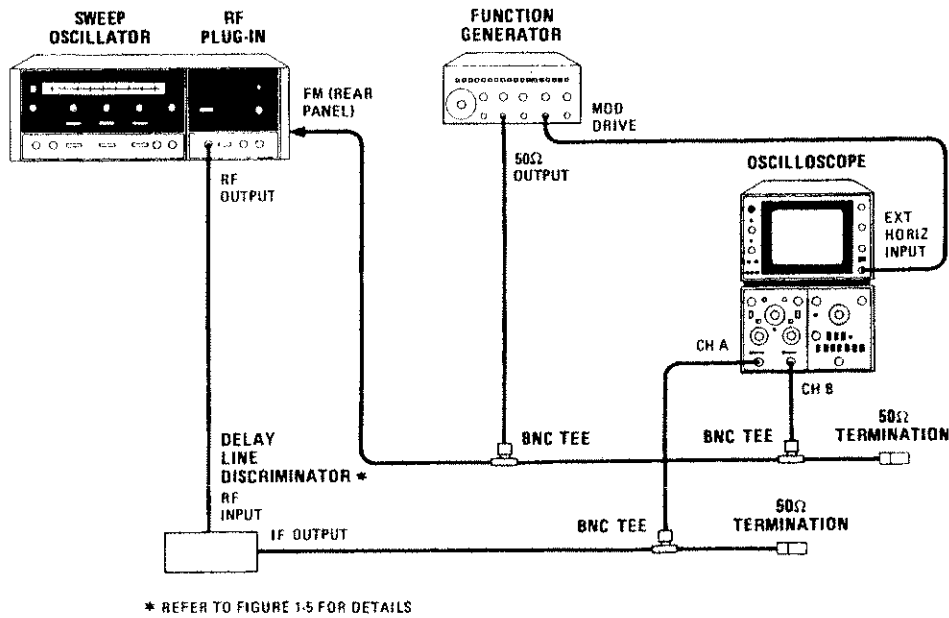 SWEEP
OSCILLATOR
RF
PLUG-IN
FUNCTION
GENERATOR
FM (REAR
PANEL)
MOD
DRIVE
50Ω
OUTPUT
OSCILLOSCOPE
RF
OUTPUT
EXT
HORIZ
INPUT
CH A
CH B
DELAY
LINE
DISCRIMINATOR *
RF
INPUT
BNC TEE
BNC TEE
50Ω
TERMINATION
IF OUTPUT
BNC TEE
50Ω
TERMINATION
* REFER TO FIGURE 1-5 FOR DETAILS